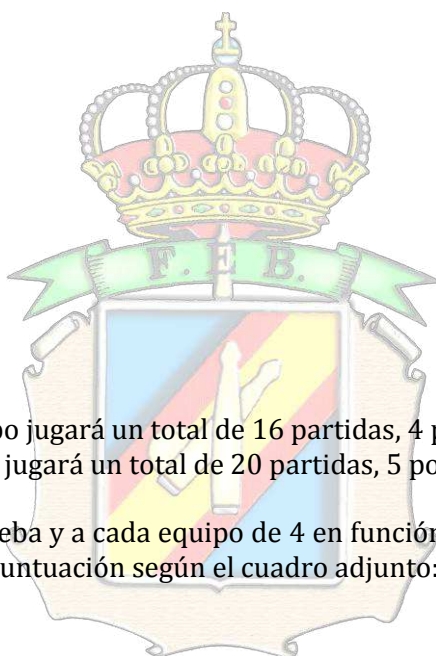 F. E B.
po jugará un total de 16 partidas, 4 p
jugará un total de 20 partidas, 5 po
eba y a cada equipo de 4 en función
untuación según el cuadro adjunto: